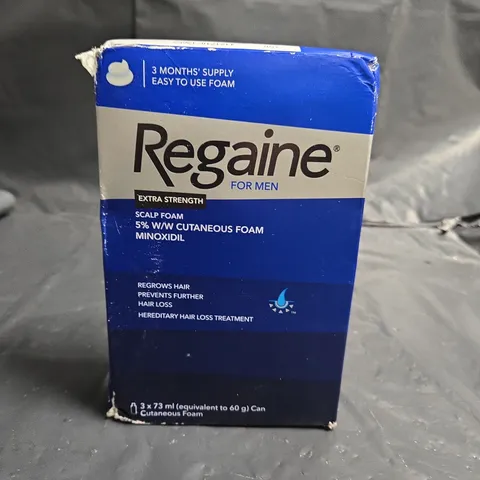 3 MONTHS' SUPPLY
EASY TO USE FOAM
Regaine®
FOR MEN
EXTRA STRENGTH
SCALP FOAM
5% W/W CUTANEOUS FOAM
MINOXIDIL
REGROWS HAIR
PREVENTS FURTHER
HAIR LOSS
HEREDITARY HAIR LOSS TREATMENT
3 x 73 ml (equivalent to 60 g) Can
Cutaneous Foam